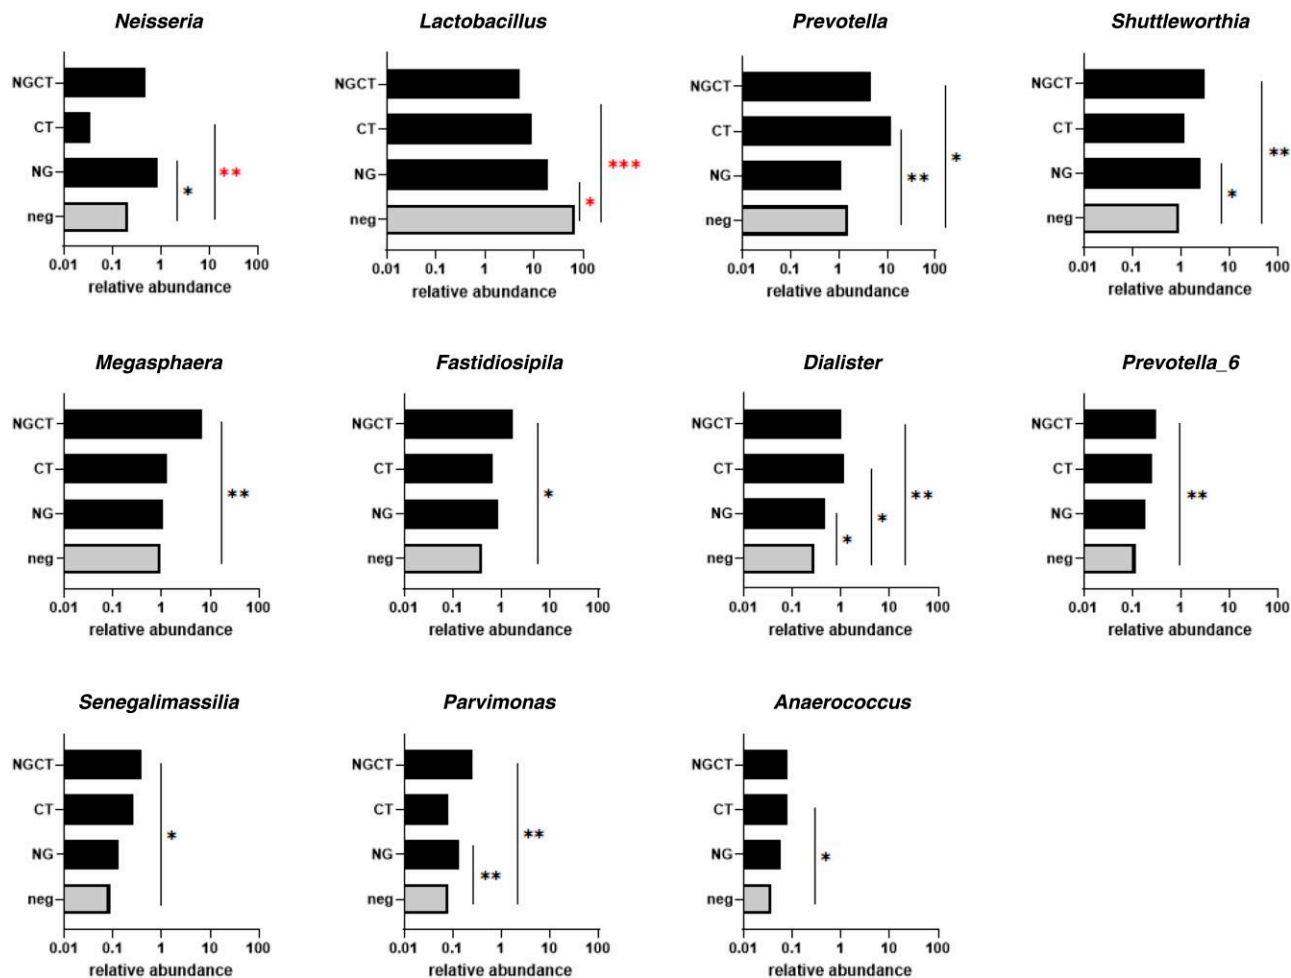 Neisseria
NGCT
CT
NG
neg
*
**
0.01 0.1 1 10 100
relative abundance
Lactobacillus
NGCT
CT
NG
neg
*
***
0.01 0.1 1 10 100
relative abundance
Prevotella
NGCT
CT
NG
neg
**
*
0.01 0.1 1 10 100
relative abundance
Shuttleworthia
NGCT
CT
NG
neg
*
**
0.01 0.1 1 10 100
relative abundance
Megasphaera
NGCT
CT
NG
neg
**
0.01 0.1 1 10 100
relative abundance
Fastidiosipila
NGCT
CT
NG
neg
*
0.01 0.1 1 10 100
relative abundance
Dialister
NGCT
CT
NG
neg
*
*
**
0.01 0.1 1 10 100
relative abundance
Prevotella_6
NGCT
CT
NG
neg
**
0.01 0.1 1 10 100
relative abundance
Senegalimassilia
NGCT
CT
NG
neg
*
0.01 0.1 1 10 100
relative abundance
Parvimonas
NGCT
CT
NG
neg
**
**
0.01 0.1 1 10 100
relative abundance
Anaerococcus
NGCT
CT
NG
neg
*
0.01 0.1 1 10 100
relative abundance